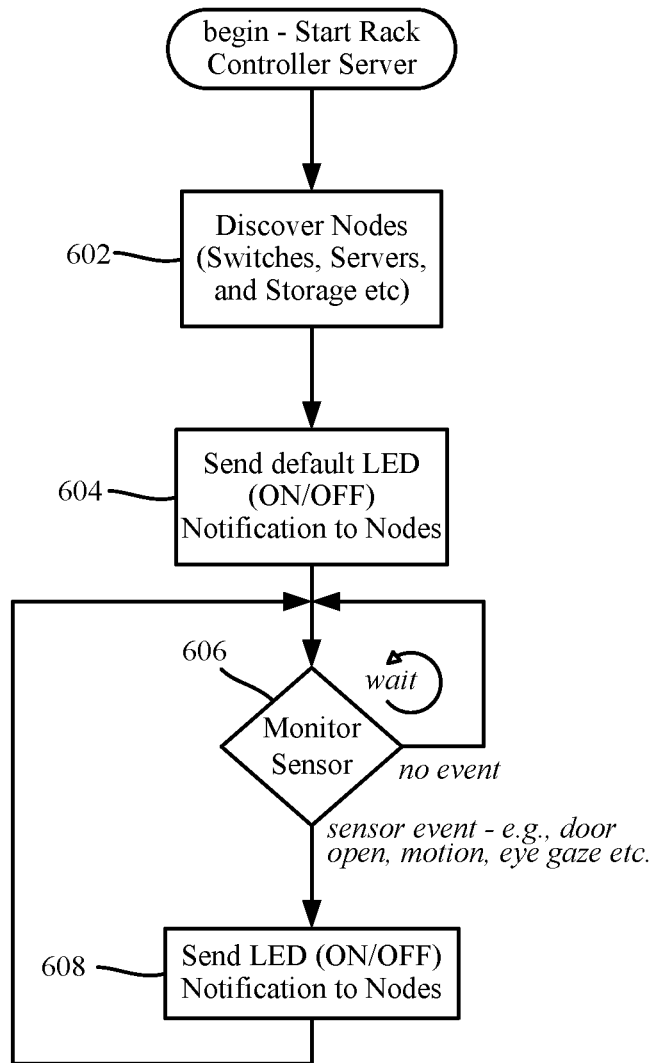 begin - Start Rack
Controller Server
602
Discover Nodes
(Switches, Servers,
and Storage etc)
604
Send default LED
(ON/OFF)
Notification to Nodes
606
wait
Monitor
Sensor
no event
sensor event - e.g., door
open, motion, eye gaze etc.
608
Send LED (ON/OFF)
Notification to Nodes